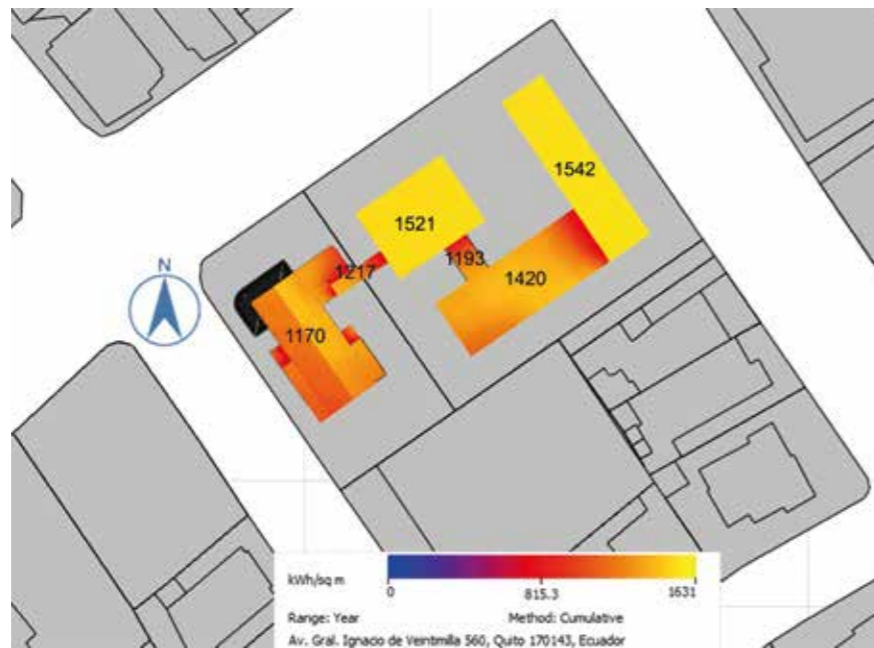 N
1542
1521
1217
1193
1420
1170
kWh/sq m
0
815.3
1631
Range: Year
Method: Cumulative
Av. Gral. Ignacio de Veintmilla 560, Quito 170143, Ecuador